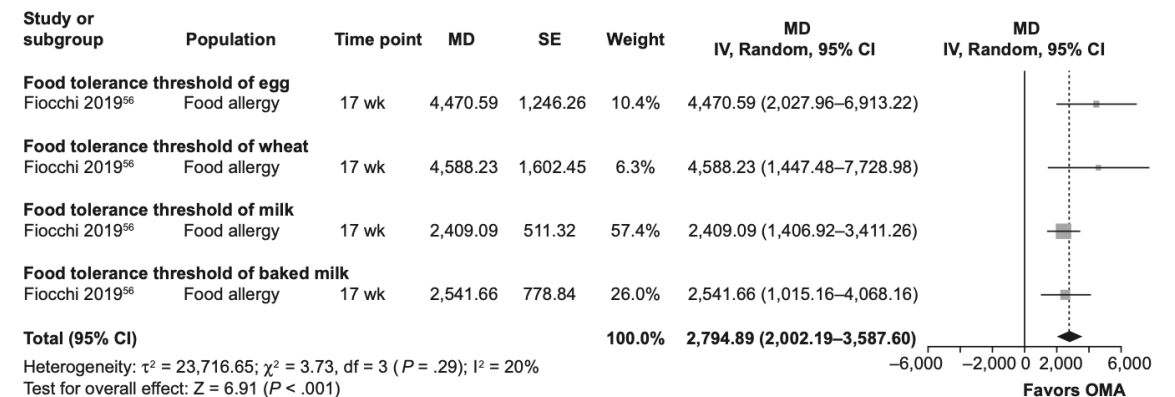 Study or subgroup Population Time point MD SE Weight MD IV, Random, 95% CI MD IV, Random, 95% CI
Food tolerance threshold of egg
Fiocchi 2019⁵⁶ Food allergy 17 wk 4,470.59 1,246.26 10.4% 4,470.59 (2,027.96–6,913.22)
Food tolerance threshold of wheat
Fiocchi 2019⁵⁶ Food allergy 17 wk 4,588.23 1,602.45 6.3% 4,588.23 (1,447.48–7,728.98)
Food tolerance threshold of milk
Fiocchi 2019⁵⁶ Food allergy 17 wk 2,409.09 511.32 57.4% 2,409.09 (1,406.92–3,411.26)
Food tolerance threshold of baked milk
Fiocchi 2019⁵⁶ Food allergy 17 wk 2,541.66 778.84 26.0% 2,541.66 (1,015.16–4,068.16)
Total (95% CI) 100.0% 2,794.89 (2,002.19–3,587.60)
−6,000 −2,000 0 2,000 6,000
Heterogeneity: τ² = 23,716.65; χ² = 3.73, df = 3 (P = .29); I² = 20%
Test for overall effect: Z = 6.91 (P < .001)
Favors OMA